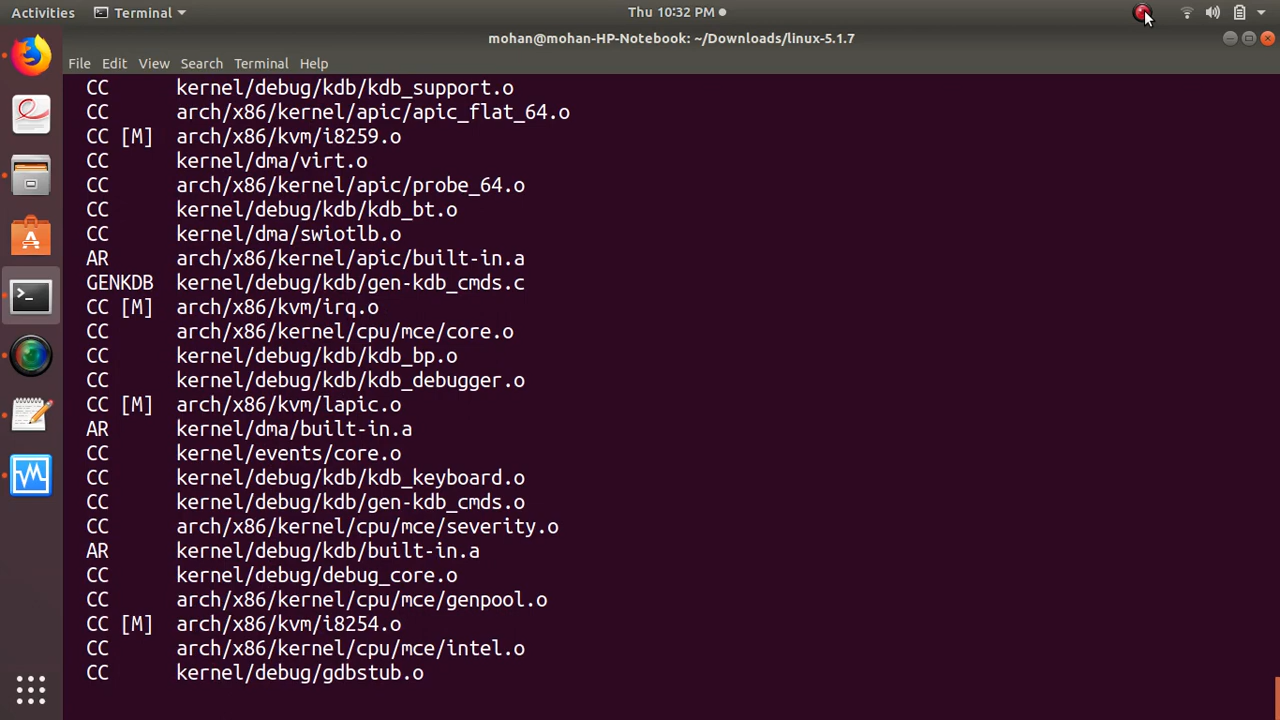 Activities Terminal Thu 10:32 PM
mohan@mohan-HP-Notebook: ~/Downloads/linux-5.1.7
File Edit View Search Terminal Help
CC kernel/debug/kdb/kdb_support.o
CC arch/x86/kernel/apic/apic_flat_64.o
CC [M] arch/x86/kvm/i8259.o
CC kernel/dma/virt.o
CC arch/x86/kernel/apic/probe_64.o
CC kernel/debug/kdb/kdb_bt.o
CC kernel/dma/swiotlb.o
AR arch/x86/kernel/apic/built-in.a
GENKDB kernel/debug/kdb/gen-kdb_cmds.c
CC [M] arch/x86/kvm/irq.o
CC arch/x86/kernel/cpu/mce/core.o
CC kernel/debug/kdb/kdb_bp.o
CC kernel/debug/kdb/kdb_debugger.o
CC [M] arch/x86/kvm/lapic.o
AR kernel/dma/built-in.a
CC kernel/events/core.o
CC kernel/debug/kdb/kdb_keyboard.o
CC kernel/debug/kdb/gen-kdb_cmds.o
CC arch/x86/kernel/cpu/mce/severity.o
AR kernel/debug/kdb/built-in.a
CC kernel/debug/debug_core.o
CC arch/x86/kernel/cpu/mce/genpool.o
CC [M] arch/x86/kvm/i8254.o
CC arch/x86/kernel/cpu/mce/intel.o
CC kernel/debug/gdbstub.o